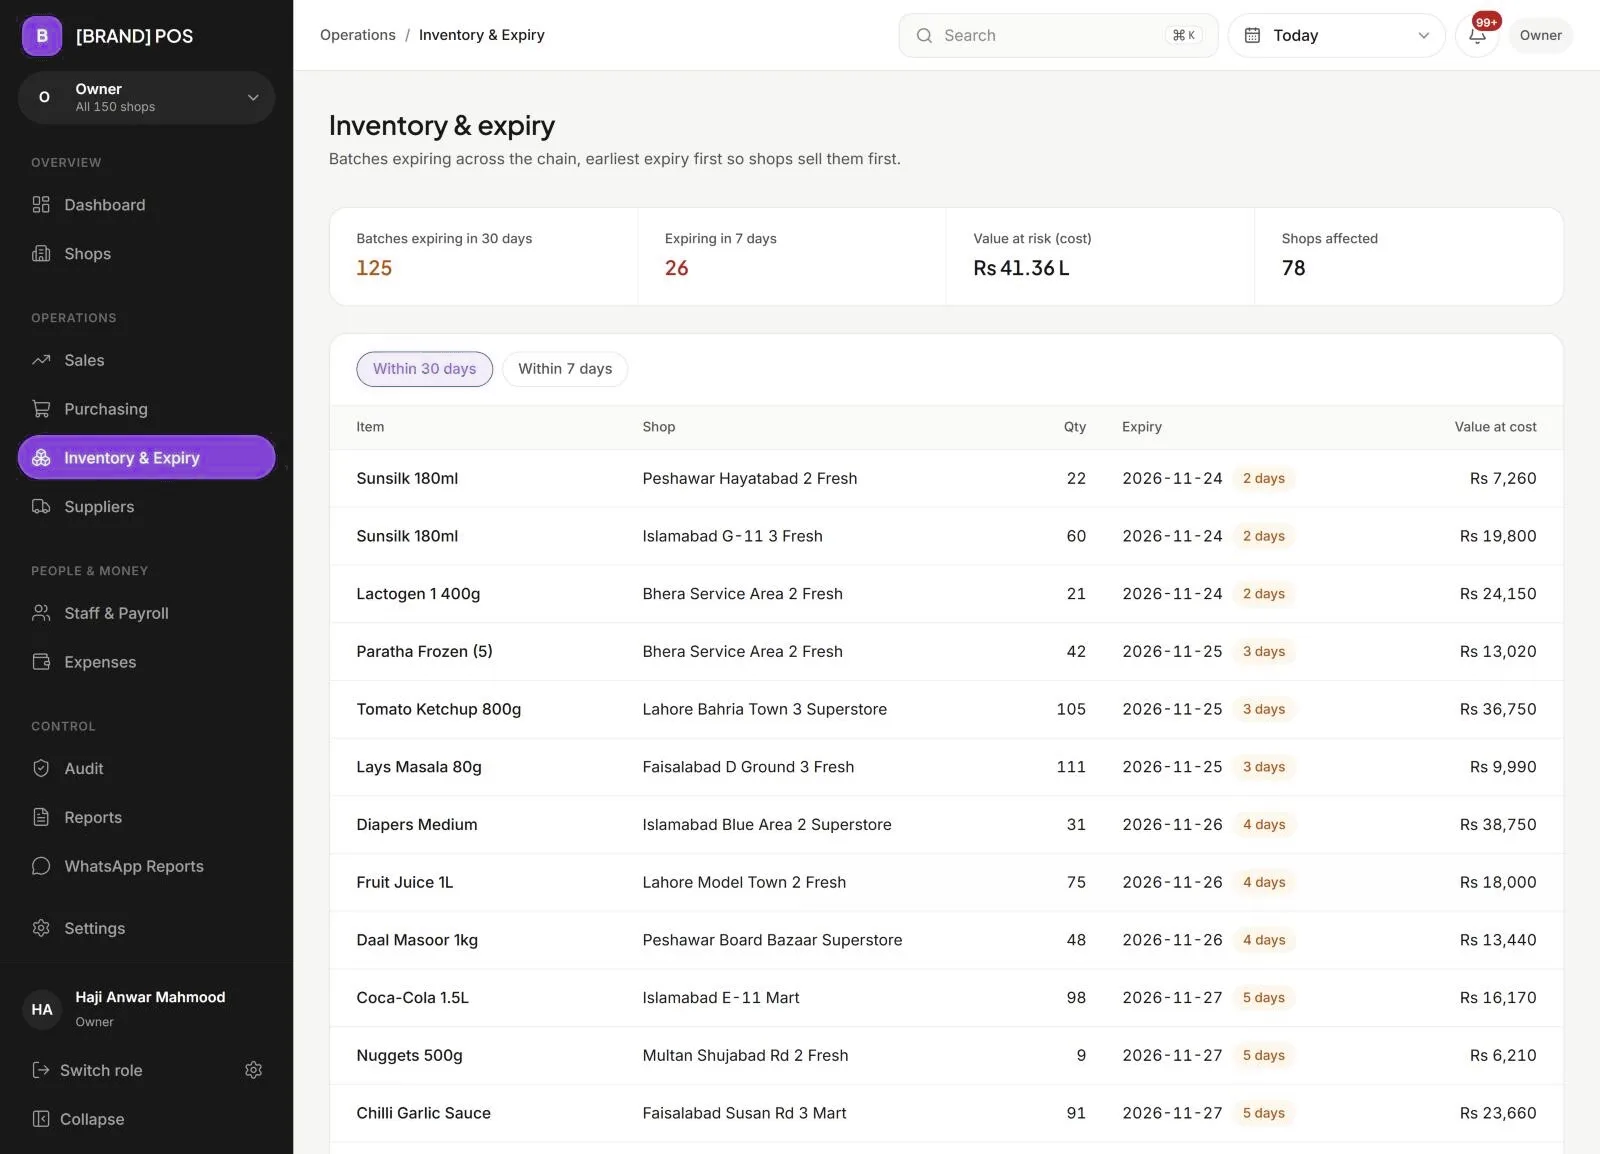 B [BRAND] POS
O Owner
All 150 shops
OVERVIEW
Dashboard
Shops
OPERATIONS
Sales
Purchasing
Inventory & Expiry
Suppliers
PEOPLE & MONEY
Staff & Payroll
Expenses
CONTROL
Audit
Reports
WhatsApp Reports
Settings
HA Haji Anwar Mahmood
Owner
Switch role
Collapse
Operations / Inventory & Expiry
Search ⌘ K
Today
99+
Owner
Inventory & expiry
Batches expiring across the chain, earliest expiry first so shops sell them first.
Batches expiring in 30 days
125
Expiring in 7 days
26
Value at risk (cost)
Rs 41.36 L
Shops affected
78
Within 30 days Within 7 days
Item Shop Qty Expiry Value at cost
Sunsilk 180ml Peshawar Hayatabad 2 Fresh 22 2026-11-24 2 days Rs 7,260
Sunsilk 180ml Islamabad G-11 3 Fresh 60 2026-11-24 2 days Rs 19,800
Lactogen 1 400g Bhera Service Area 2 Fresh 21 2026-11-24 2 days Rs 24,150
Paratha Frozen (5) Bhera Service Area 2 Fresh 42 2026-11-25 3 days Rs 13,020
Tomato Ketchup 800g Lahore Bahria Town 3 Superstore 105 2026-11-25 3 days Rs 36,750
Lays Masala 80g Faisalabad D Ground 3 Fresh 111 2026-11-25 3 days Rs 9,990
Diapers Medium Islamabad Blue Area 2 Superstore 31 2026-11-26 4 days Rs 38,750
Fruit Juice 1L Lahore Model Town 2 Fresh 75 2026-11-26 4 days Rs 18,000
Daal Masoor 1kg Peshawar Board Bazaar Superstore 48 2026-11-26 4 days Rs 13,440
Coca-Cola 1.5L Islamabad E-11 Mart 98 2026-11-27 5 days Rs 16,170
Nuggets 500g Multan Shujabad Rd 2 Fresh 9 2026-11-27 5 days Rs 6,210
Chilli Garlic Sauce Faisalabad Susan Rd 3 Mart 91 2026-11-27 5 days Rs 23,660